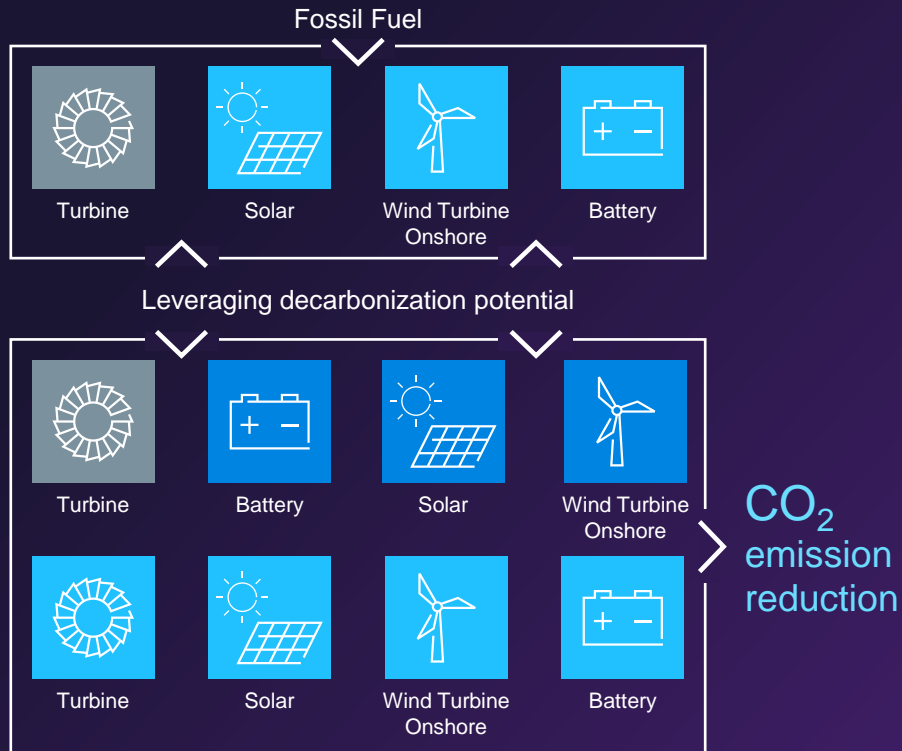 Fossil Fuel
Turbine
Solar
Wind Turbine
Onshore
Battery
Leveraging decarbonization potential
Turbine
Battery
Solar
Wind Turbine
Onshore
CO₂
emission
reduction
Turbine
Solar
Wind Turbine
Onshore
Battery